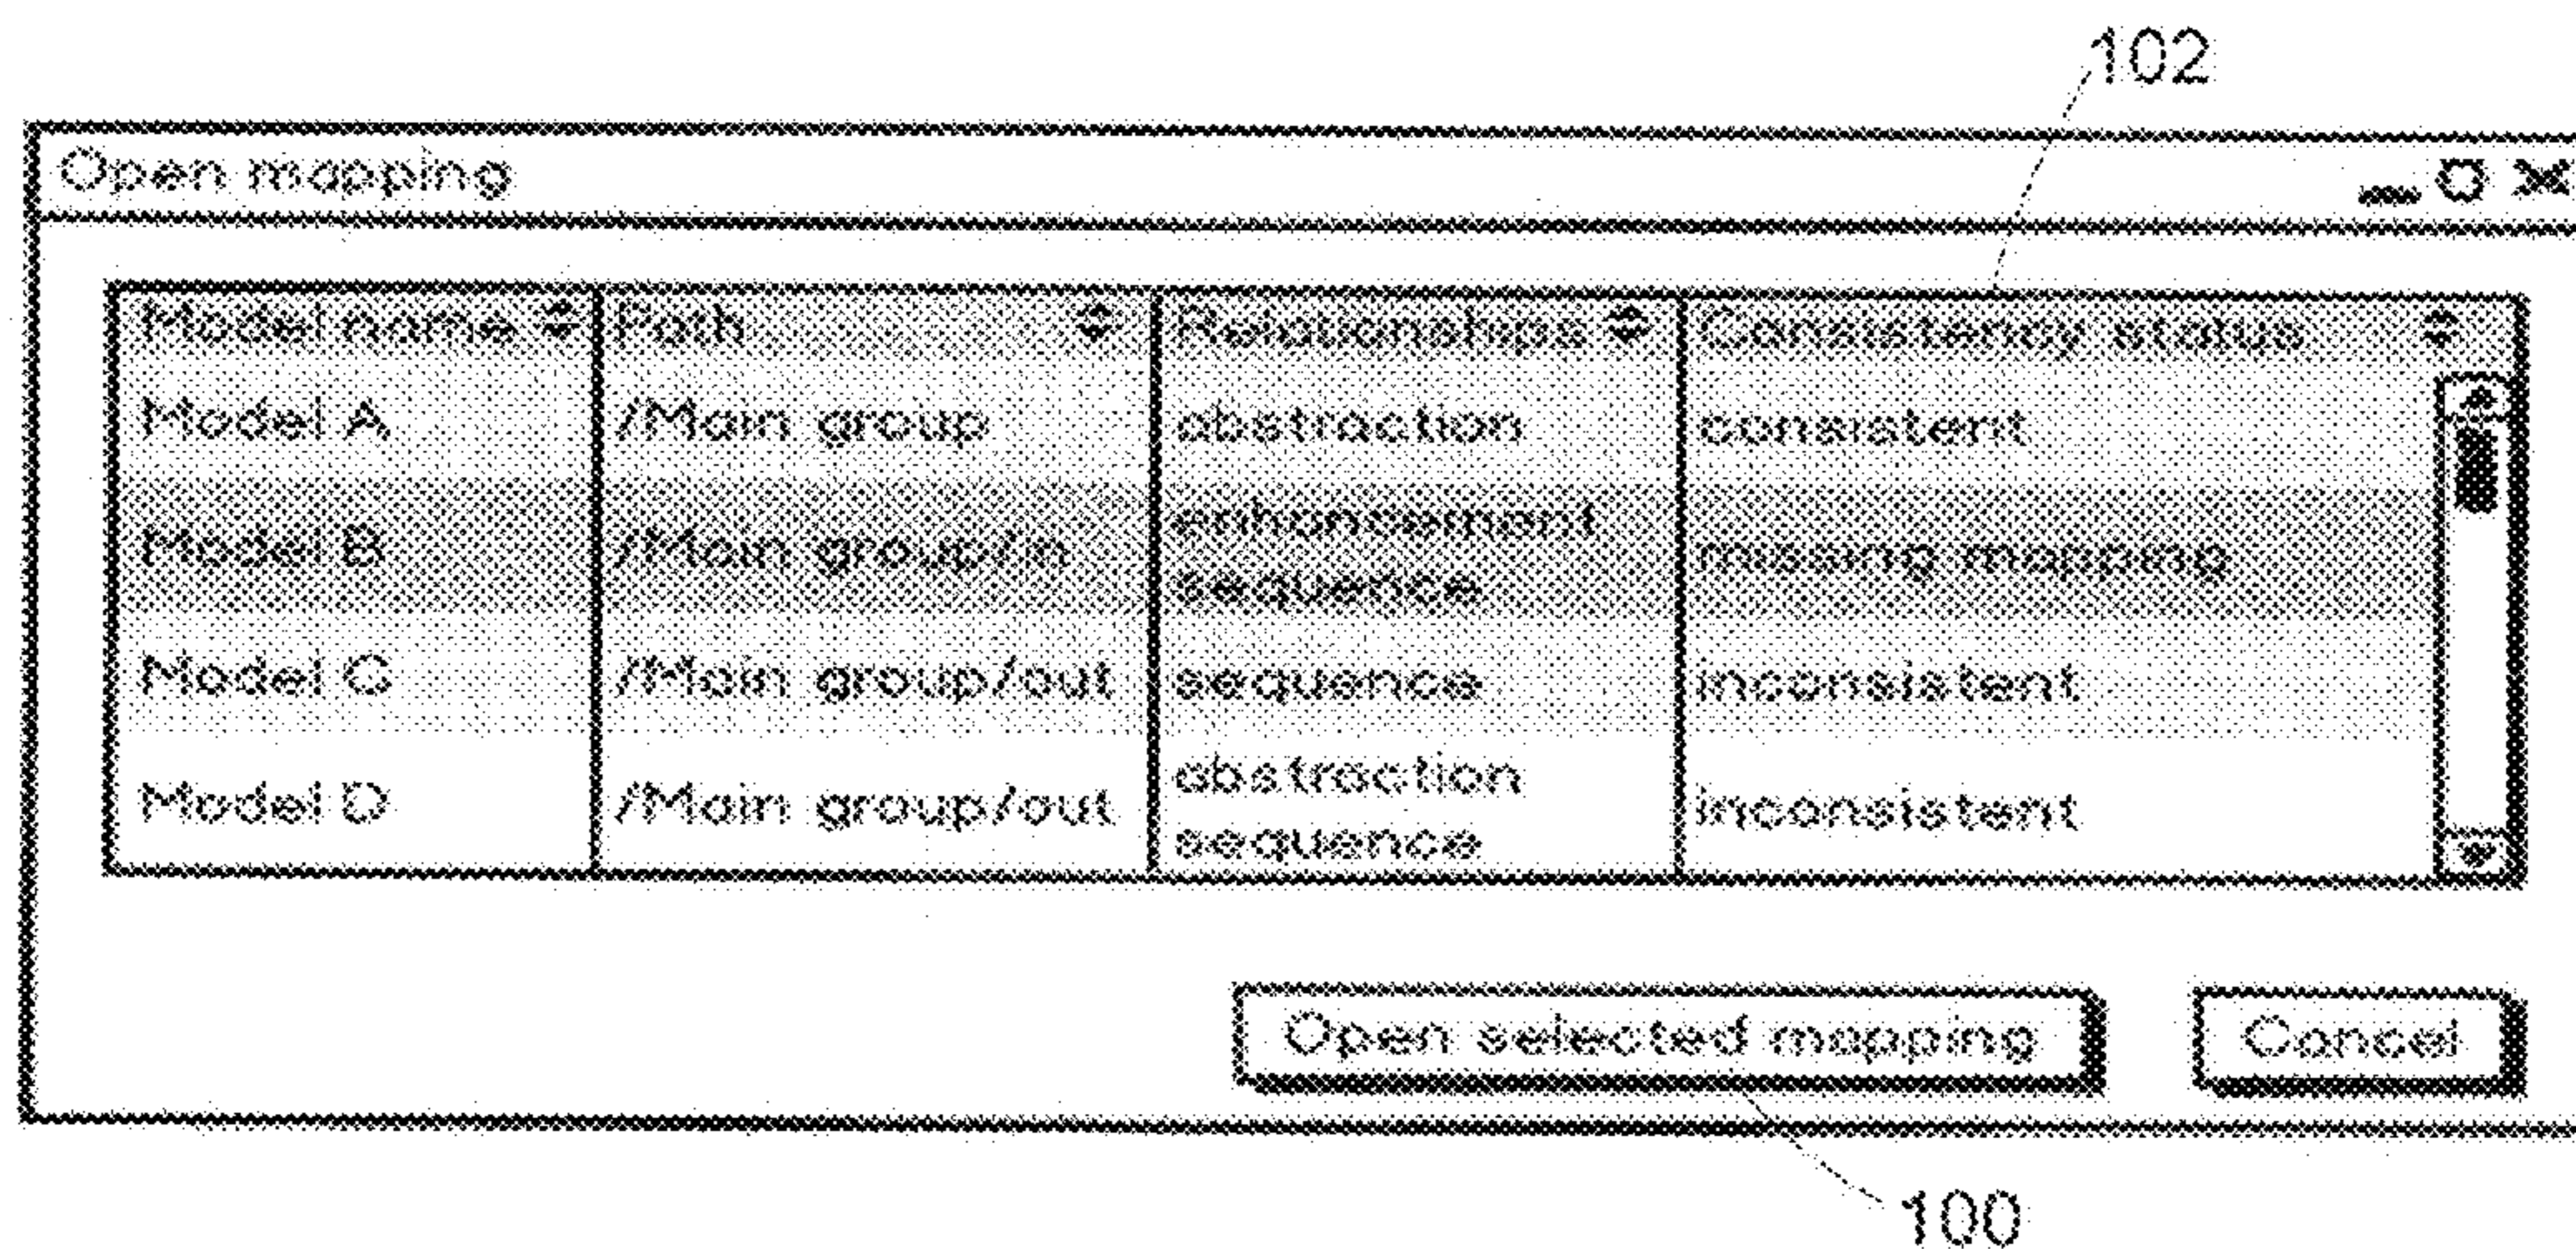 102
Open mapping
Model name Path Relationships Consistency status
Model A /Main group abstraction consistent
Model B /Main group/in enhancement sequence missing mapping
Model C /Main group/out sequence inconsistent
Model D /Main group/out abstraction sequence inconsistent
Open selected mapping Cancel
100